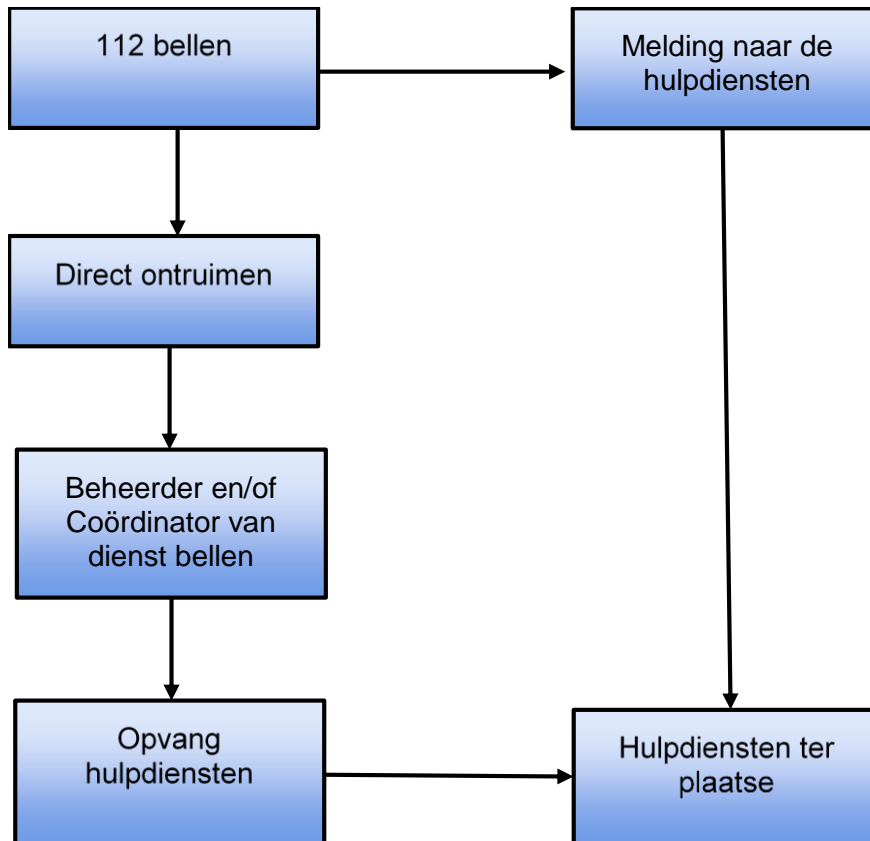 112 bellen
Melding naar de
hulpdiensten
Direct ontruimen
Beheerder en/of
Coördinator van
dienst bellen
Opvang
hulpdiensten
Hulpdiensten ter
plaatse